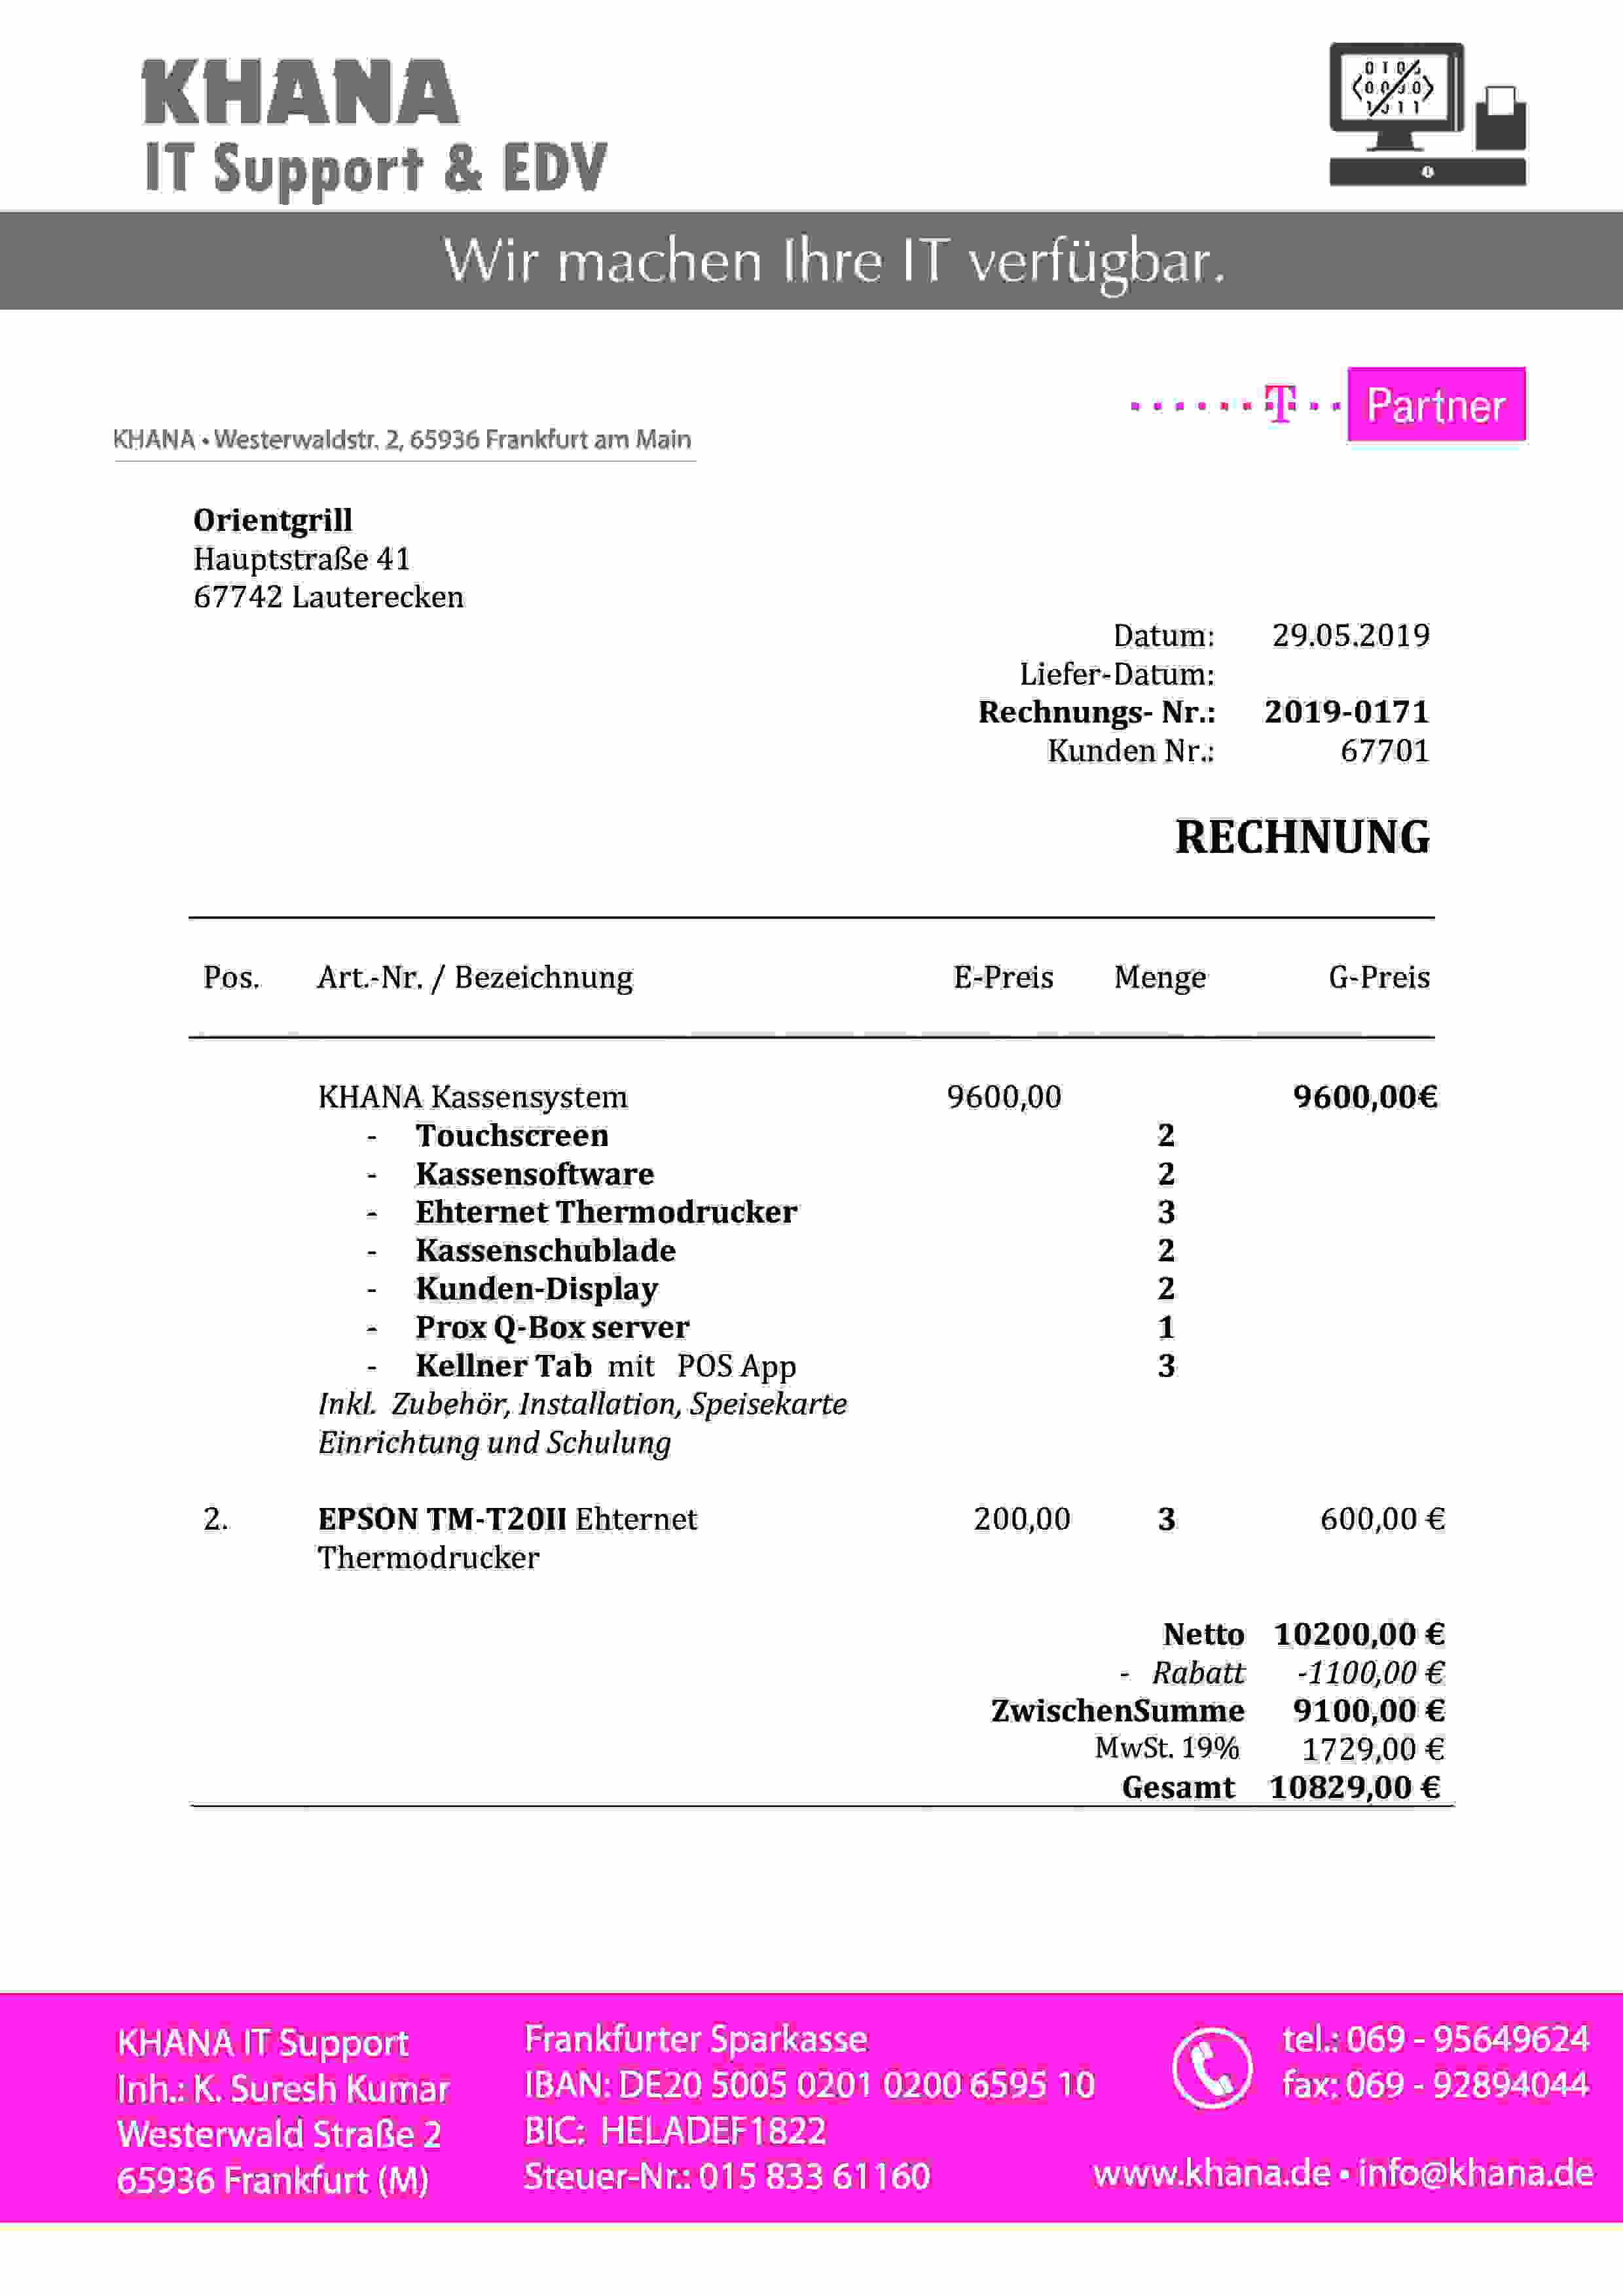 KHANA
IT Support & EDV
Wir machen Ihre IT verfügbar.
T Partner
KHANA • Westerwaldstr. 2, 65936 Frankfurt am Main
Orientgrill
Hauptstraße 41
67742 Lauterecken
Datum: 29.05.2019
Liefer-Datum:
Rechnungs- Nr.: 2019-0171
Kunden Nr.: 67701
RECHNUNG
Pos. Art.-Nr. / Bezeichnung E-Preis Menge G-Preis
KHANA Kassensystem 9600,00 9600,00€
- Touchscreen 2
- Kassensoftware 2
- Ehternet Thermodrucker 3
- Kassenschublade 2
- Kunden-Display 2
- Prox Q-Box server 1
- Kellner Tab mit POS App 3
Inkl. Zubehör, Installation, Speisekarte
Einrichtung und Schulung
2. EPSON TM-T20II Ehternet 200,00 3 600,00 €
Thermodrucker
Netto 10200,00 €
- Rabatt -1100,00 €
ZwischenSumme 9100,00 €
MwSt. 19% 1729,00 €
Gesamt 10829,00 €
KHANA IT Support
Inh.: K. Suresh Kumar
Westerwald Straße 2
65936 Frankfurt (M)
Frankfurter Sparkasse
IBAN: DE20 5005 0201 0200 6595 10
BIC: HELADEF1822
Steuer-Nr.: 015 833 61160
tel.: 069 - 95649624
fax: 069 - 92894044
www.khana.de • info@khana.de